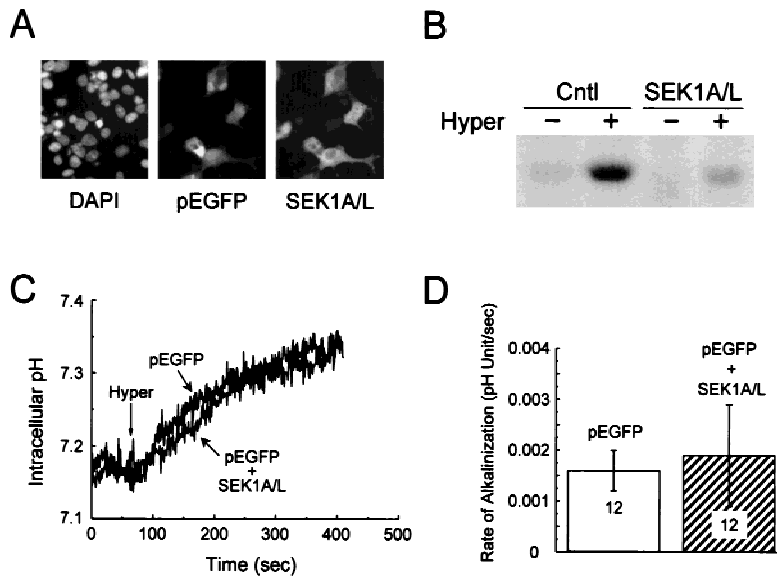 A
DAPI
pEGFP
SEK1A/L
B
Cntl
SEK1A/L
Hyper
− + − +
C
Intracellular pH
7.4
7.3
7.2
7.1
pEGFP
Hyper
pEGFP
+
SEK1A/L
0 100 200 300 400 500
Time (sec)
D
Rate of Alkalinization (pH Unit/sec)
0.004
0.003
0.002
0.001
0
pEGFP
pEGFP
+
SEK1A/L
12
12